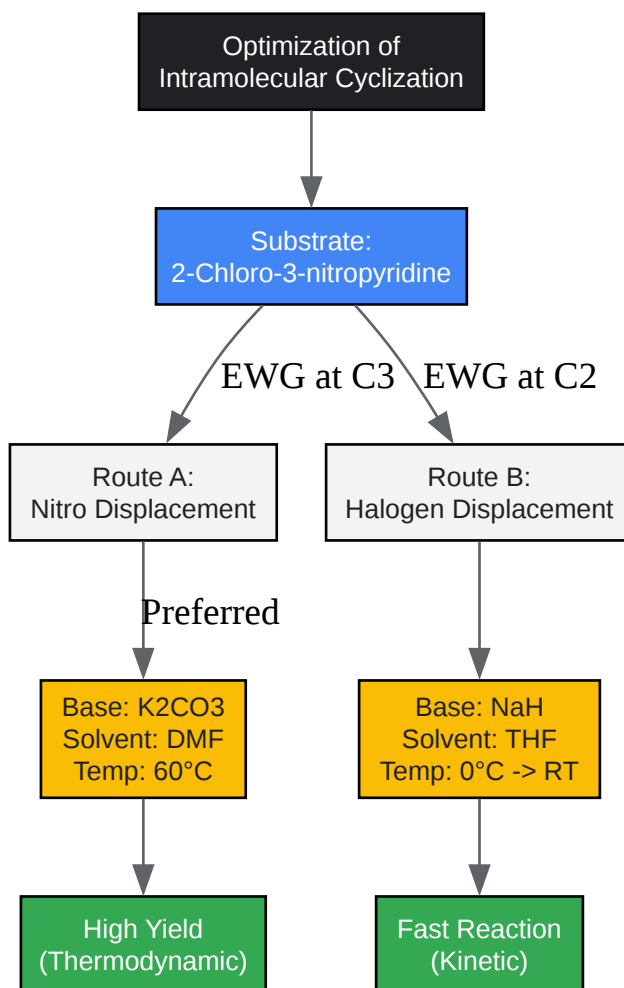 Optimization of
Intramolecular Cyclization
Substrate:
2-Chloro-3-nitropyridine
EWG at C3
EWG at C2
Route A:
Nitro Displacement
Route B:
Halogen Displacement
Preferred
Base: K2CO3
Solvent: DMF
Temp: 60°C
Base: NaH
Solvent: THF
Temp: 0°C -> RT
High Yield
(Thermodynamic)
Fast Reaction
(Kinetic)